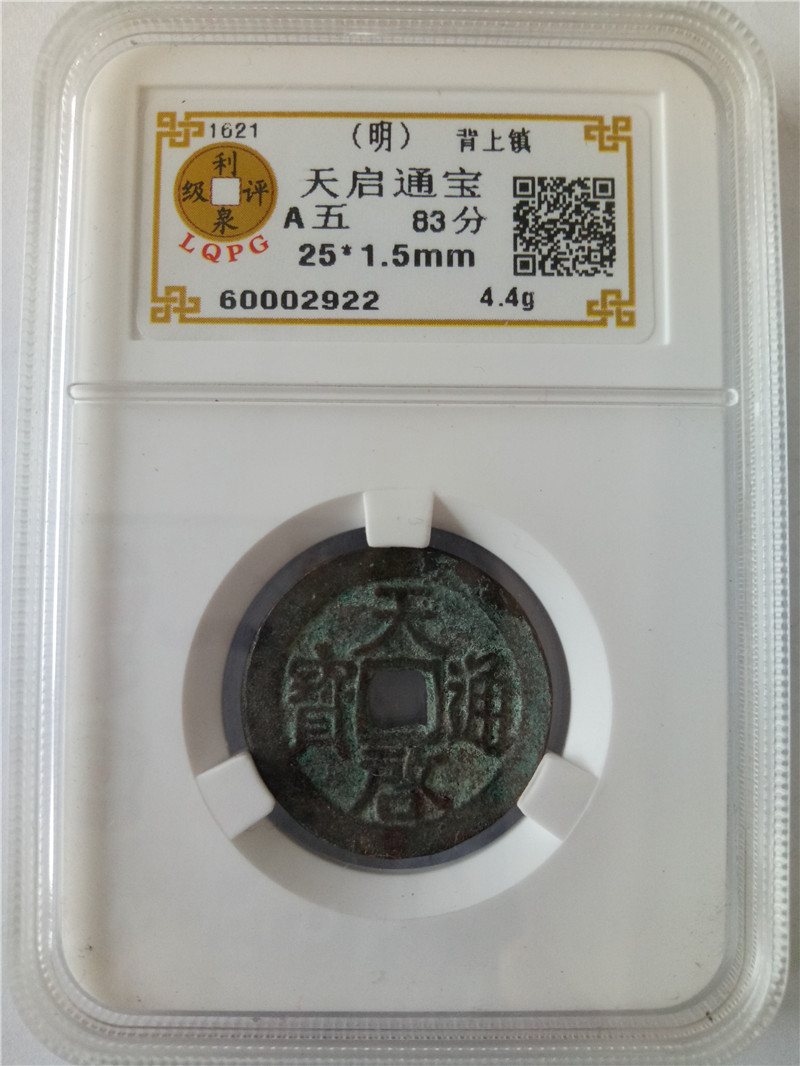 1621 (明) 背上镇
利泉评级
LQPG
天启通宝
A五 83分
25*1.5mm
60002922 4.4g
天啟通寶